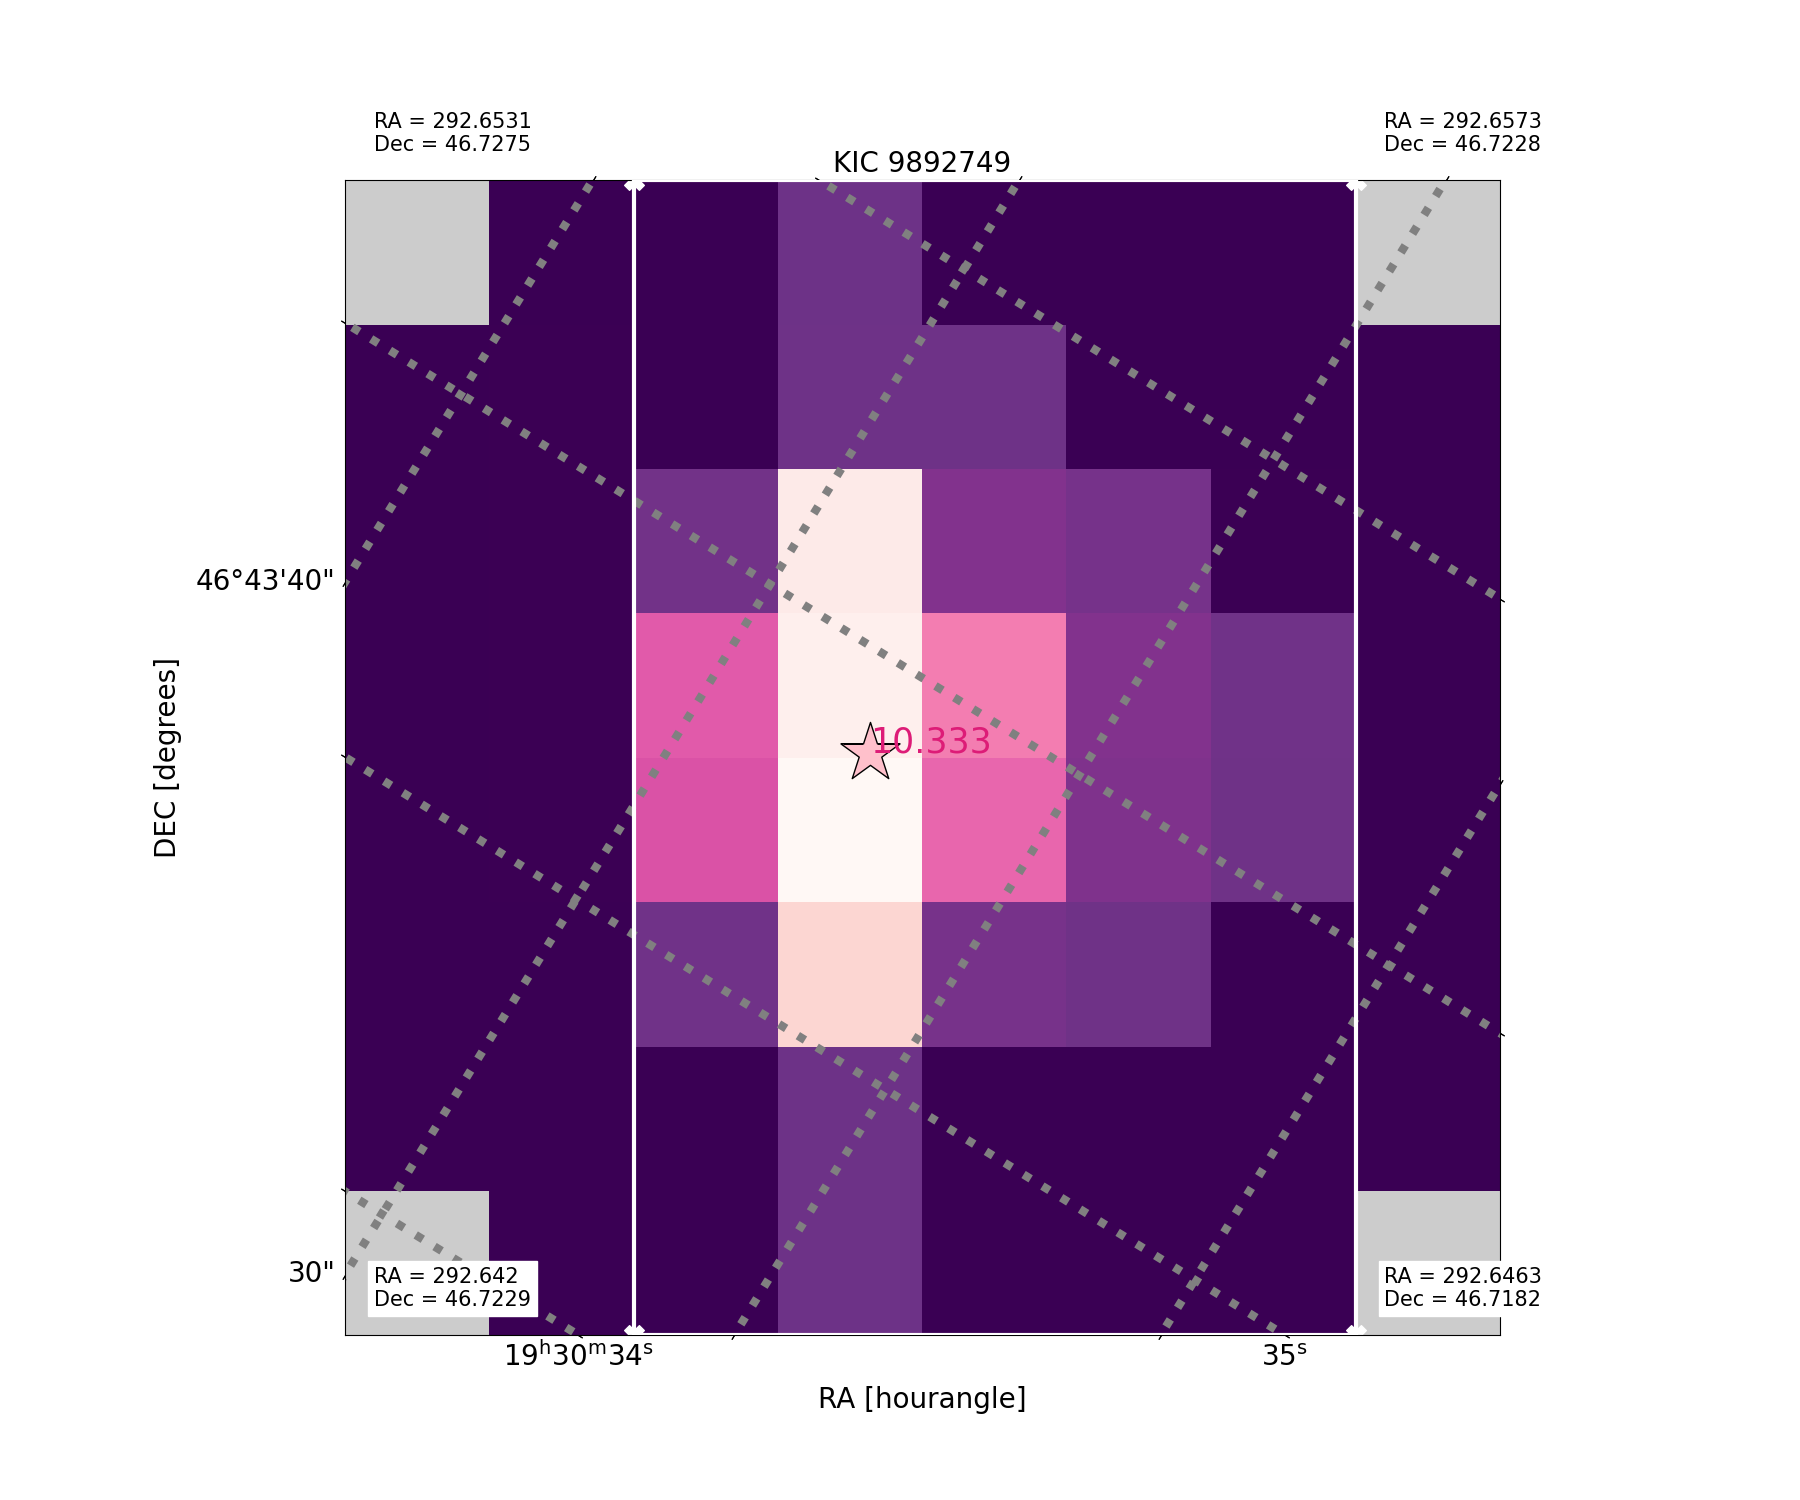 RA = 292.6531
Dec = 46.7275
RA = 292.6573
Dec = 46.7228
KIC 9892749
46°43'40"
10.333
DEC [degrees]
30"
RA = 292.642
Dec = 46.7229
RA = 292.6463
Dec = 46.7182
19ʰ30ᵐ34ˢ
35ˢ
RA [hourangle]